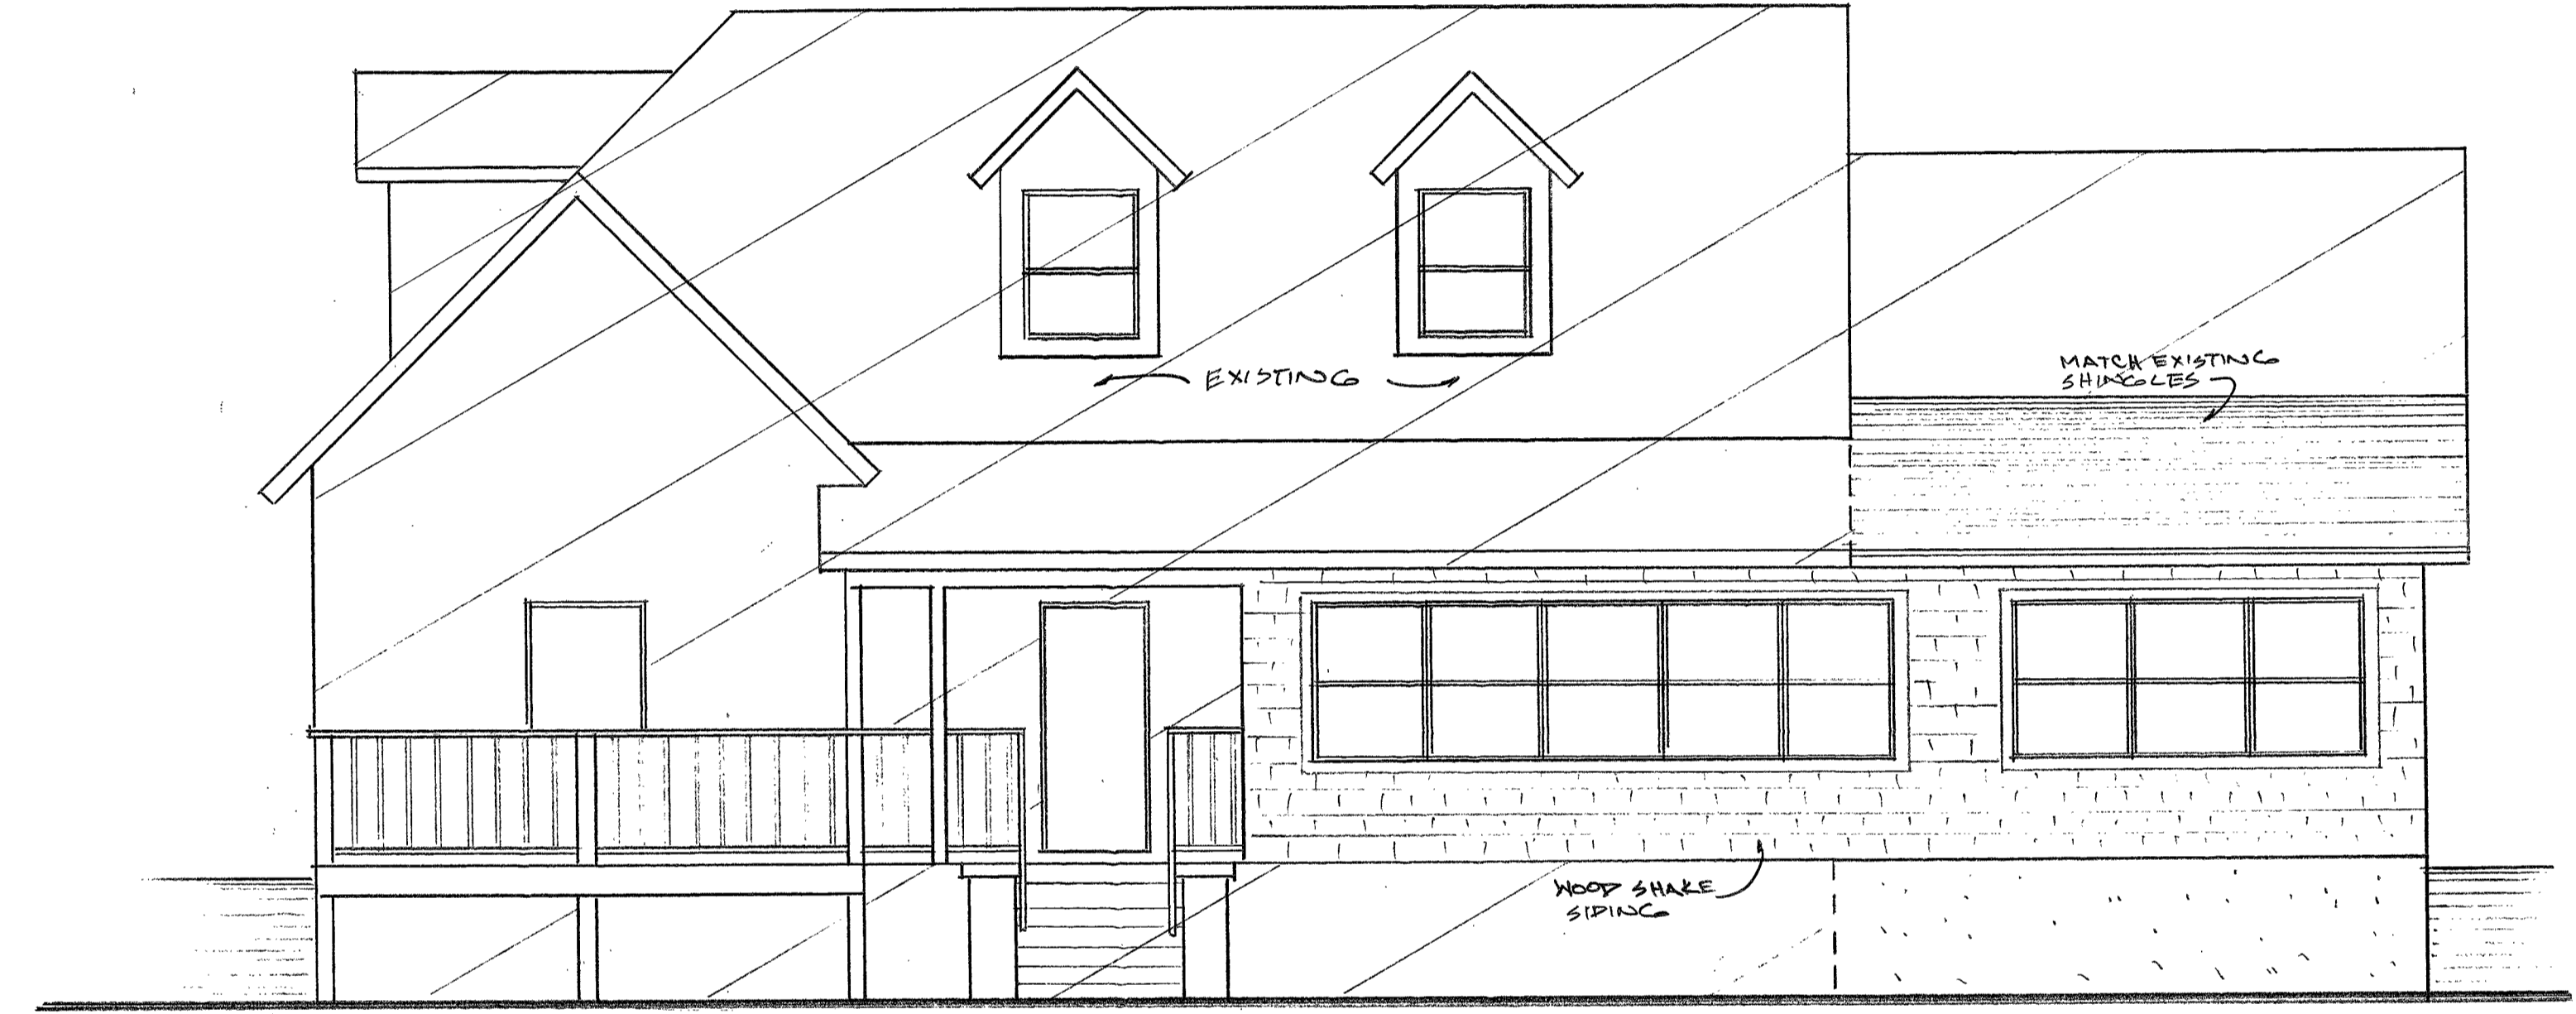 EXISTING
MATCH EXISTING
SHINGLES
WOOD SHAKE
SIDING